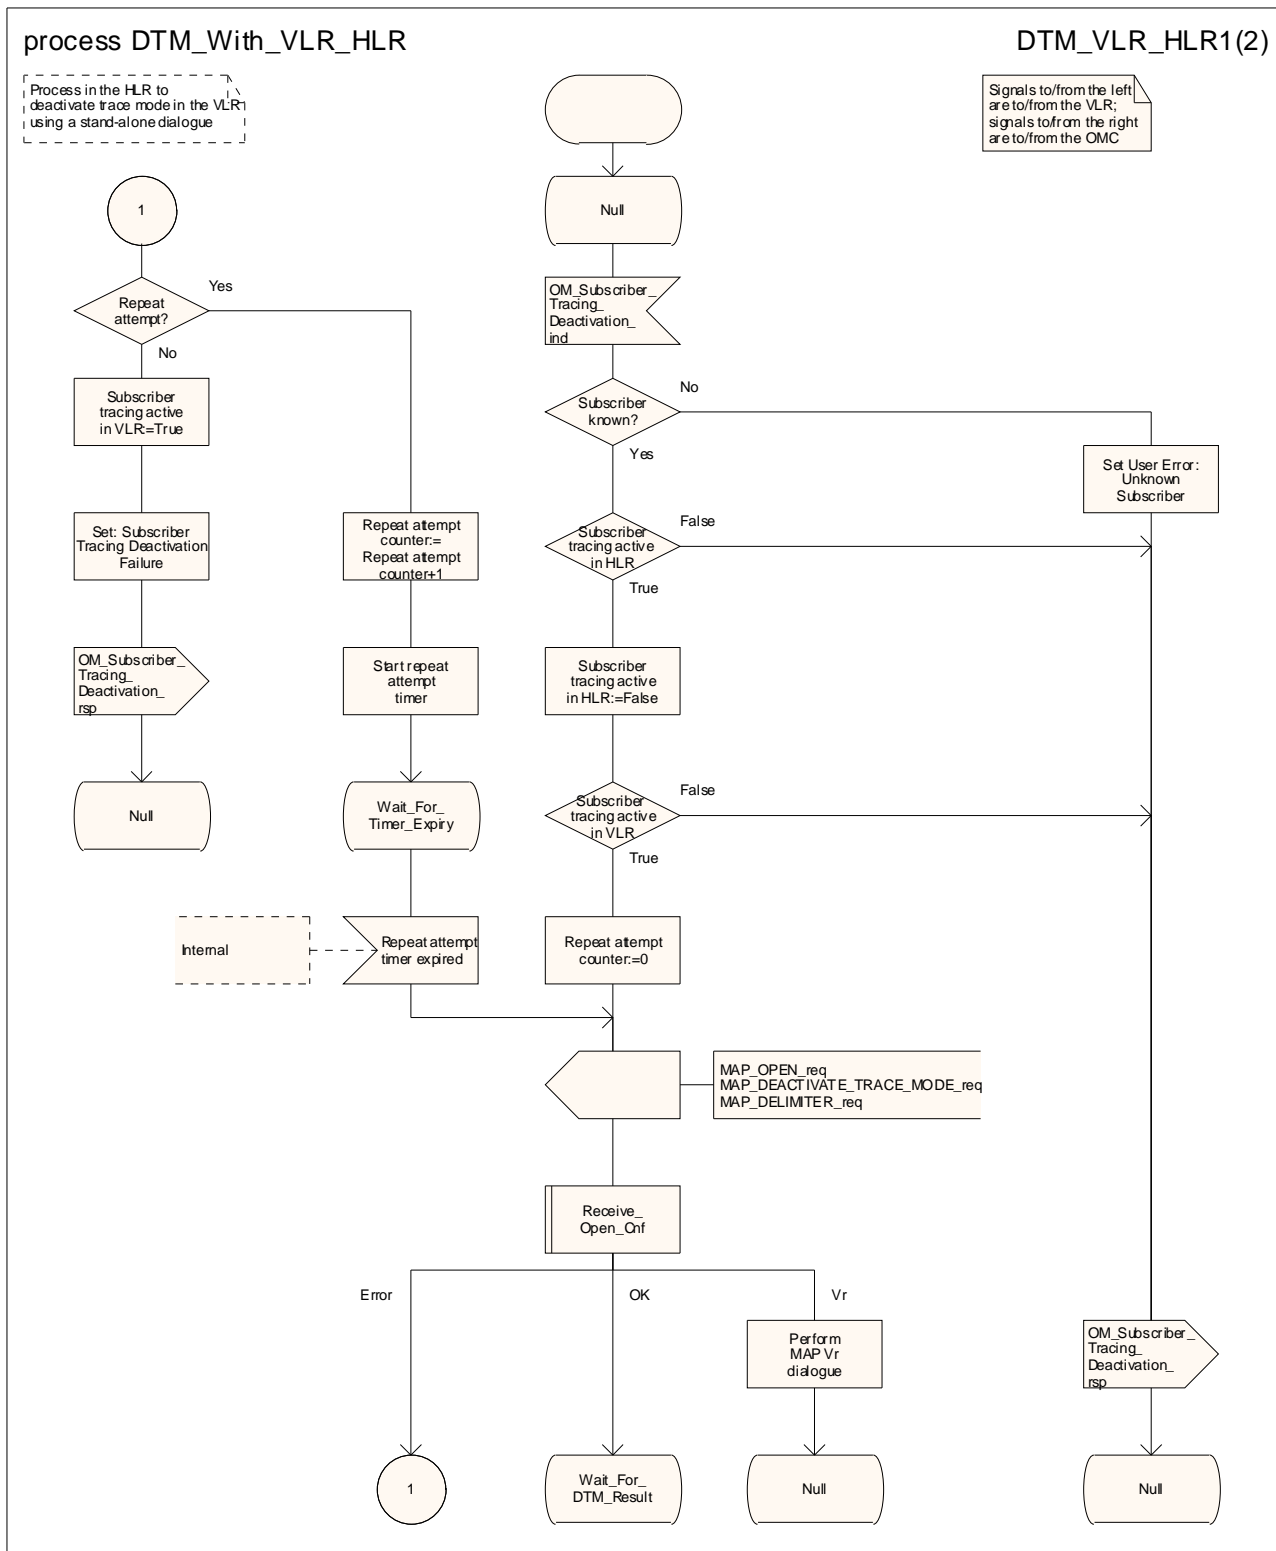 process DTM_With_VLR_HLR
DTM_VLR_HLR1(2)
Process in the HLR to
deactivate trace mode in the VLR
using a stand-alone dialogue
Signals to/from the left
are to/from the VLR;
signals to/from the right
are to/from the OMC
1
Null
Repeat
attempt?
Yes
No
OM_Subscriber_
Tracing_
Deactivation_
ind
Subscriber
tracing active
in VLR:=True
Subscriber
known?
No
Yes
Set User Error:
Unknown
Subscriber
Set: Subscriber
Tracing Deactivation
Failure
Repeat attempt
counter:=
Repeat attempt
counter+1
Subscriber
tracing active
in HLR
False
True
OM_Subscriber_
Tracing_
Deactivation_
rsp
Start repeat
attempt
timer
Subscriber
tracing active
in HLR:=False
Null
Wait_For_
Timer_Expiry
Subscriber
tracing active
in VLR
False
True
Internal
Repeat attempt
timer expired
Repeat attempt
counter:=0
MAP_OPEN_req
MAP_DEACTIVATE_TRACE_MODE_req
MAP_DELIMITER_req
Receive_
Open_Cnf
Error
OK
Vr
Perform
MAP Vr
dialogue
OM_Subscriber_
Tracing_
Deactivation_
rsp
1
Wait_For_
DTM_Result
Null
Null